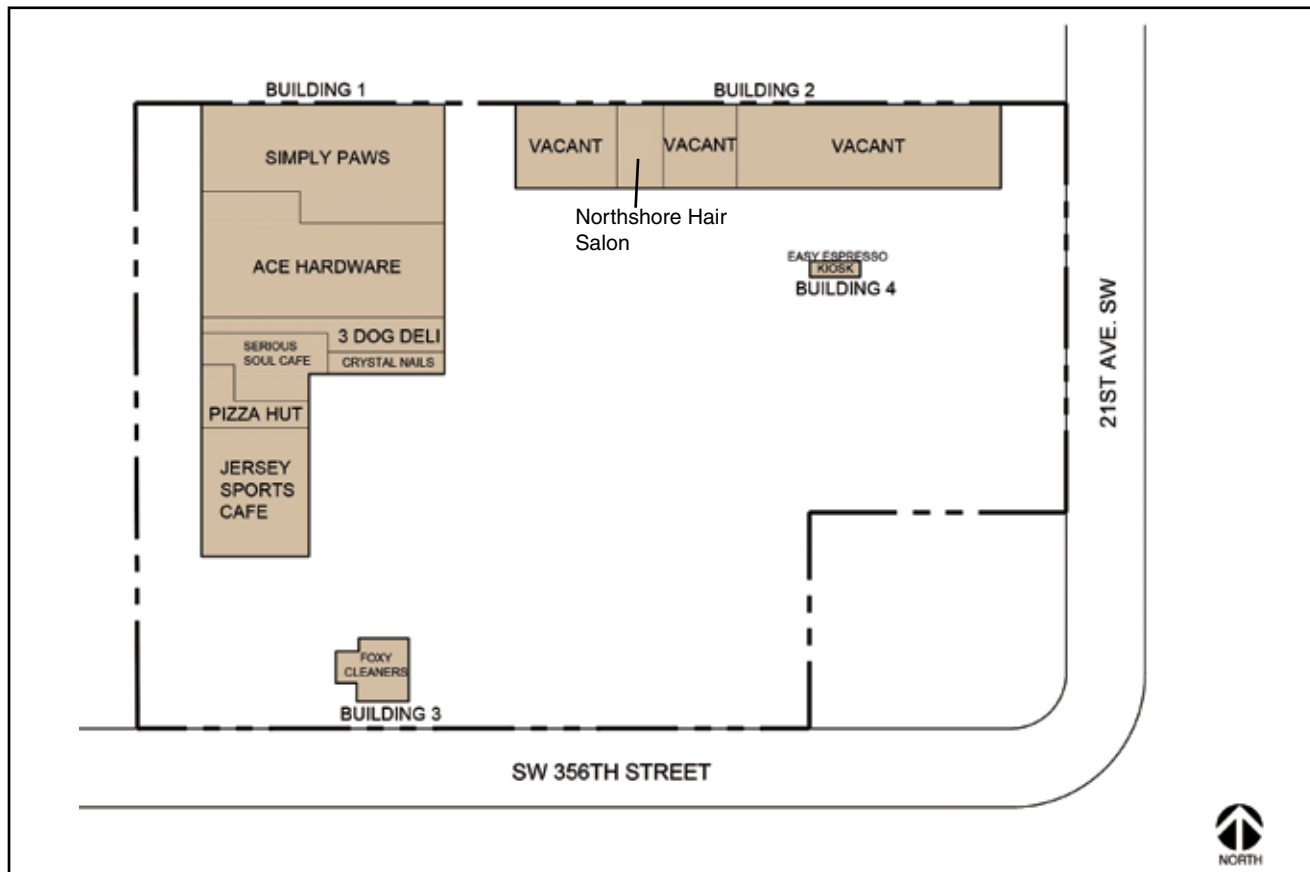 BUILDING 1
BUILDING 2
SIMPLY PAWS
VACANT
VACANT
VACANT
Northshore Hair
Salon
ACE HARDWARE
EASY ESPRESSO
KIOSK
BUILDING 4
3 DOG DELI
SERIOUS
SOUL CAFE
CRYSTAL NAILS
PIZZA HUT
JERSEY
SPORTS
CAFE
21ST AVE. SW
FOXY
CLEANERS
BUILDING 3
SW 356TH STREET
NORTH